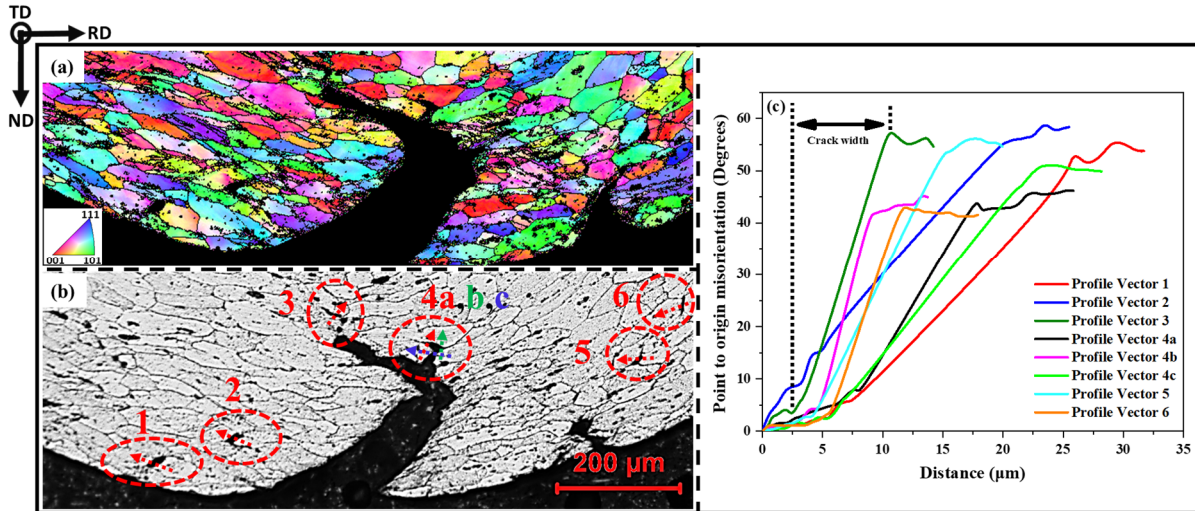 TD
RD
ND
(a)
111
001 101
(b)
3
4a,b,c
6
5
2
1
200 μm
(c)
Crack width
Point to origin misorientation (Degrees)
60
50
40
30
20
10
0
0 5 10 15 20 25 30 35
Distance (μm)
Profile Vector 1
Profile Vector 2
Profile Vector 3
Profile Vector 4a
Profile Vector 4b
Profile Vector 4c
Profile Vector 5
Profile Vector 6